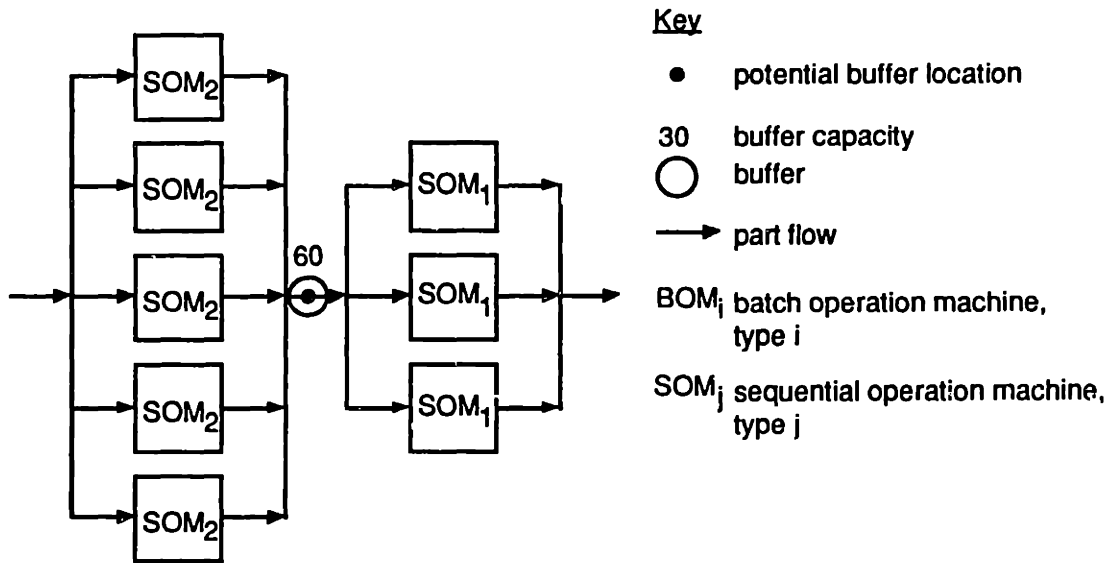 SOM2
SOM2
SOM2
SOM2
SOM2
60
SOM1
SOM1
SOM1
Key
potential buffer location
30 buffer capacity
buffer
part flow
BOMi batch operation machine,
type i
SOMj sequential operation machine,
type j